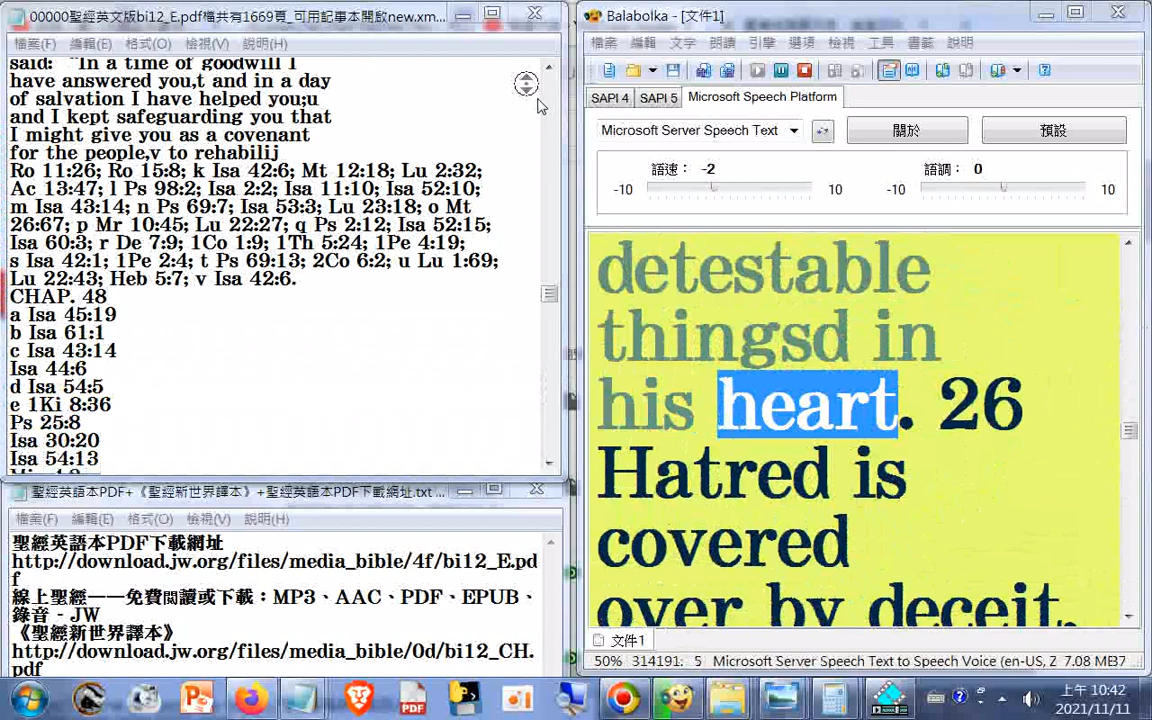 00000聖經英文版bi12_E.pdf檔共有1669頁_可用記事本開啟new.xm...
檔案(F) 編輯(E) 格式(O) 檢視(V) 說明(H)
said: "In a time of goodwill I
have answered you,t and in a day
of salvation I have helped you;u
and I kept safeguarding you that
I might give you as a covenant
for the people,v to rehabilij
Ro 11:26; Ro 15:8; k Isa 42:6; Mt 12:18; Lu 2:32;
Ac 13:47; l Ps 98:2; Isa 2:2; Isa 11:10; Isa 52:10;
m Isa 43:14; n Ps 69:7; Isa 53:3; Lu 23:18; o Mt
26:67; p Mr 10:45; Lu 22:27; q Ps 2:12; Isa 52:15;
Isa 60:3; r De 7:9; 1Co 1:9; 1Th 5:24; 1Pe 4:19;
s Isa 42:1; 1Pe 2:4; t Ps 69:13; 2Co 6:2; u Lu 1:69;
Lu 22:43; Heb 5:7; v Isa 42:6.
CHAP. 48
a Isa 45:19
b Isa 61:1
c Isa 43:14
Isa 44:6
d Isa 54:5
e 1Ki 8:36
Ps 25:8
Isa 30:20
Isa 54:13
聖經英語本PDF+《聖經新世界譯本》+聖經英語本PDF下載網址.txt ...
檔案(F) 編輯(E) 格式(O) 檢視(V) 說明(H)
聖經英語本PDF下載網址
http://download.jw.org/files/media_bible/4f/bi12_E.pd
f
線上聖經——免費閱讀或下載：MP3、AAC、PDF、EPUB、
錄音 - JW
《聖經新世界譯本》
http://download.jw.org/files/media_bible/0d/bi12_CH.
pdf
Balabolka - [文件1]
檔案 編輯 文字 朗讀 引擎 選項 檢視 工具 書籤 說明
SAPI 4 SAPI 5 Microsoft Speech Platform
Microsoft Server Speech Text 關於 預設
語速： -2 語調： 0
-10 10 -10 10
detestable
thingsd in
his heart. 26
Hatred is
covered
over by deceit,
文件1
50% 314191: 5 Microsoft Server Speech Text to Speech Voice (en-US, Z 7.08 MB
上午 10:42
2021/11/11